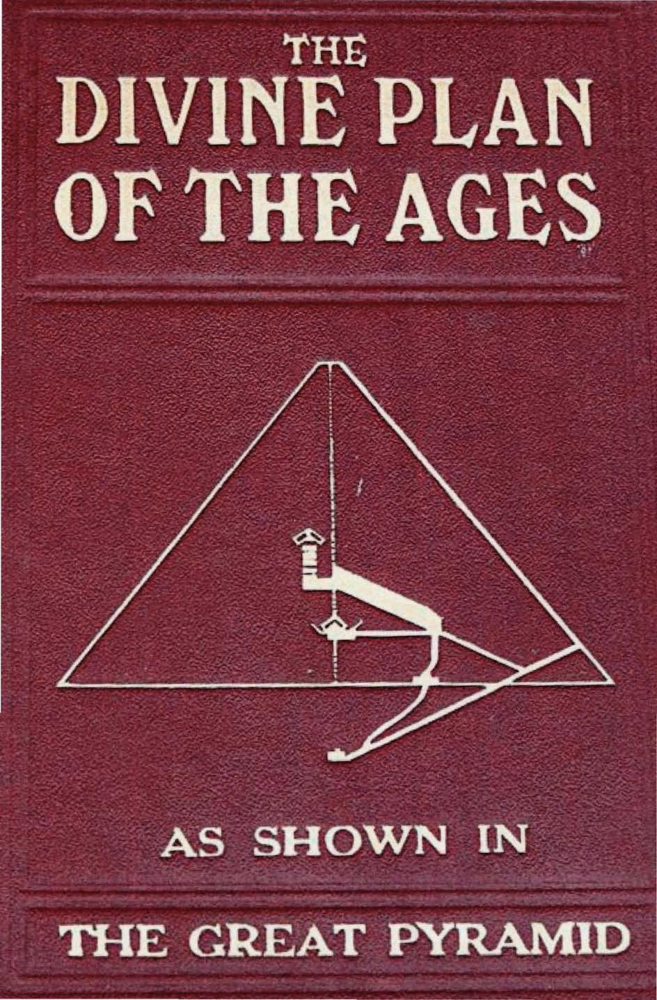 THE
DIVINE PLAN
OF THE AGES
AS SHOWN IN
THE GREAT PYRAMID